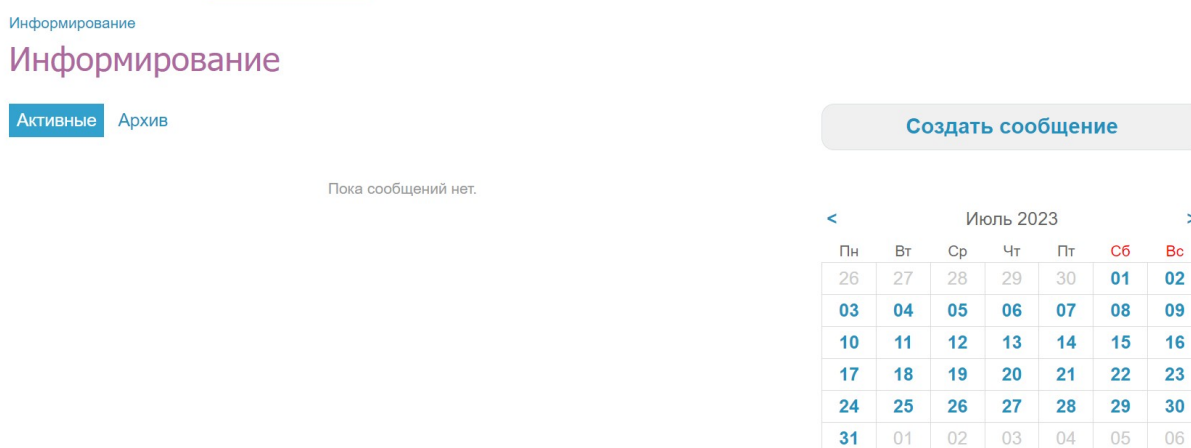 Информирование
Информирование
Активные Архив
Создать сообщение
Пока сообщений нет.
< Июль 2023 >
Пн Вт Ср Чт Пт Сб Вс
26 27 28 29 30 01 02
03 04 05 06 07 08 09
10 11 12 13 14 15 16
17 18 19 20 21 22 23
24 25 26 27 28 29 30
31 01 02 03 04 05 06